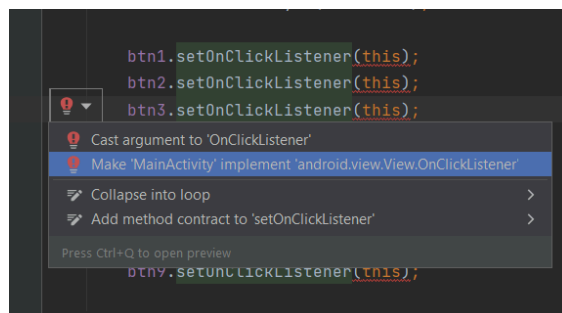 btn1.setOnClickListener(this);
btn2.setOnClickListener(this);
btn3.setOnClickListener(this);
Cast argument to 'OnClickListener'
Make 'MainActivity' implement 'android.view.View.OnClickListener'
Collapse into loop
Add method contract to 'setOnClickListener'
Press Ctrl+Q to open preview
btn9.setOnClickListener(this);